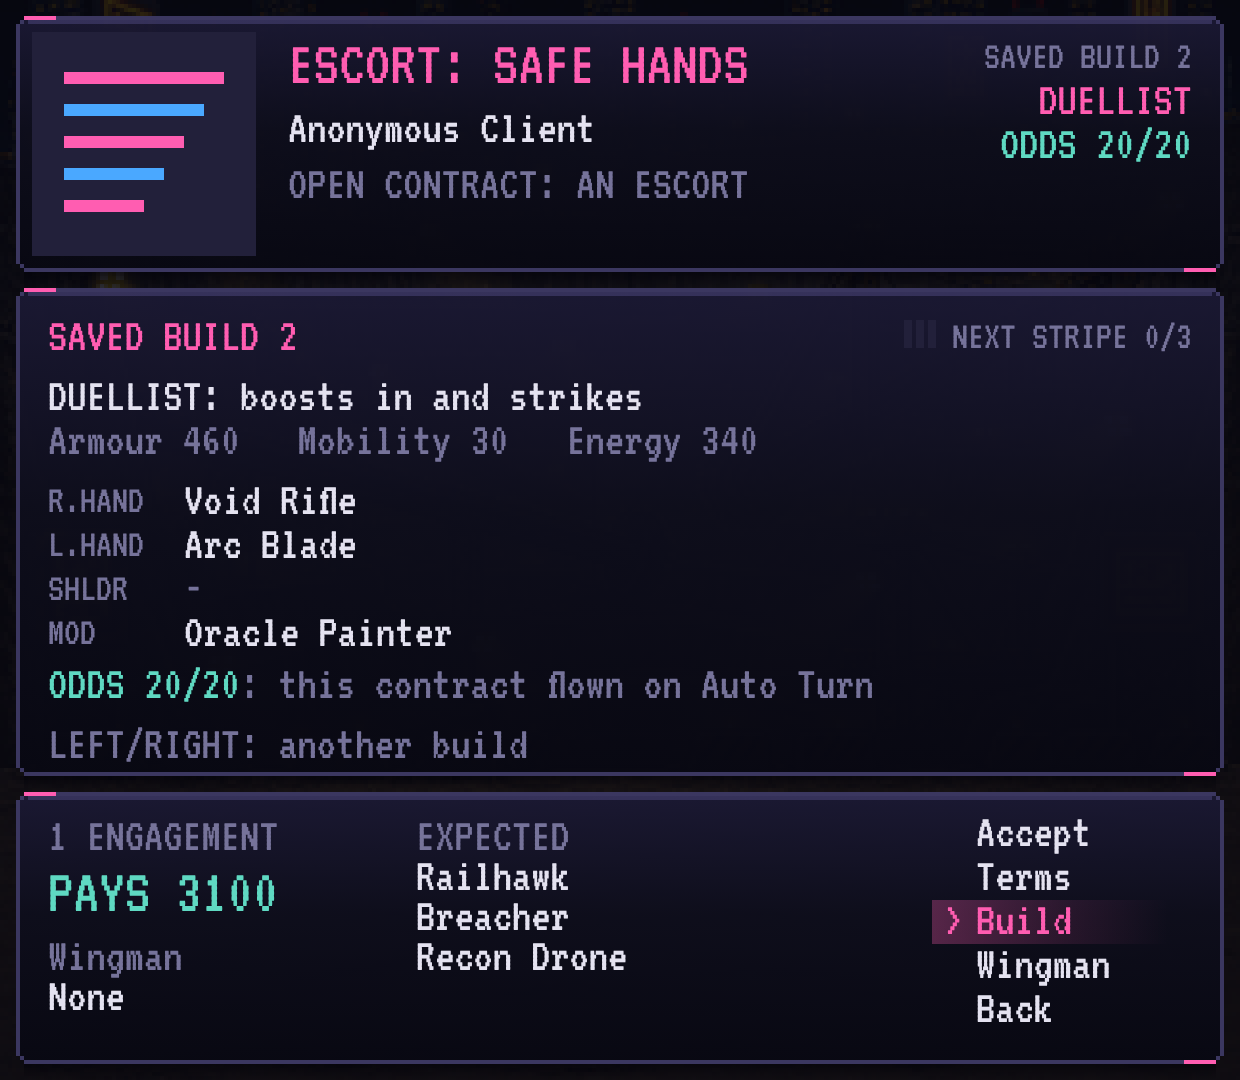 ESCORT: SAFE HANDS
Anonymous Client
OPEN CONTRACT: AN ESCORT
SAVED BUILD 2
DUELLIST
ODDS 20/20
SAVED BUILD 2
NEXT STRIPE 0/3
DUELLIST: boosts in and strikes
Armour 460 Mobility 30 Energy 340
R.HAND Void Rifle
L.HAND Arc Blade
SHLDR -
MOD Oracle Painter
ODDS 20/20: this contract flown on Auto Turn
LEFT/RIGHT: another build
1 ENGAGEMENT
PAYS 3100
Wingman
None
EXPECTED
Railhawk
Breacher
Recon Drone
Accept
Terms
> Build
Wingman
Back